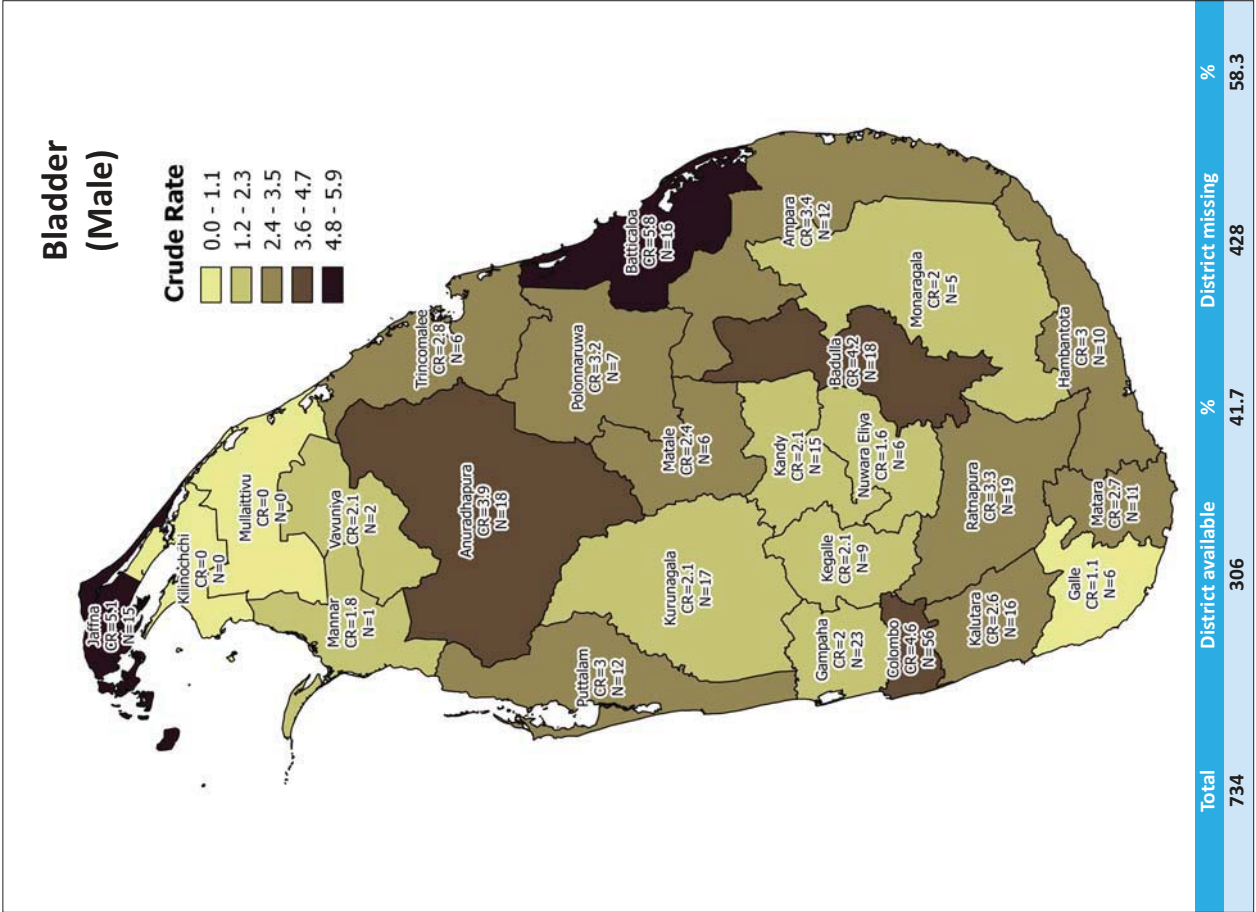 Bladder
(Male)
Crude Rate
0.0 - 1.1
1.2 - 2.3
2.4 - 3.5
3.6 - 4.7
4.8 - 5.9
Jaffna
CR=5.1
N=15
Kilinochchi
CR=0
N=0
Mullaittivu
CR=0
N=0
Mannar
CR=1.8
N=1
Vavuniya
CR=2.1
N=2
Trincomalee
CR=2.8
N=6
Anuradhapura
CR=3.9
N=18
Polonnaruwa
CR=3.2
N=7
Batticaloa
CR=5.8
N=16
Puttalam
CR=3
N=12
Kurunagala
CR=2.1
N=17
Matale
CR=2.4
N=6
Ampara
CR=3.4
N=12
Kandy
CR=2.1
N=15
Gampaha
CR=2
N=23
Kegalle
CR=2.1
N=9
Nuwara Eliya
CR=1.6
N=6
Badulla
CR=4.2
N=18
Monaragala
CR=2
N=5
Colombo
CR=4.6
N=56
Kalutara
CR=2.6
N=16
Ratnapura
CR=3.3
N=19
Hambantota
CR=3
N=10
Galle
CR=1.1
N=6
Matara
CR=2.7
N=11
Total District available % District missing %
734 306 41.7 428 58.3